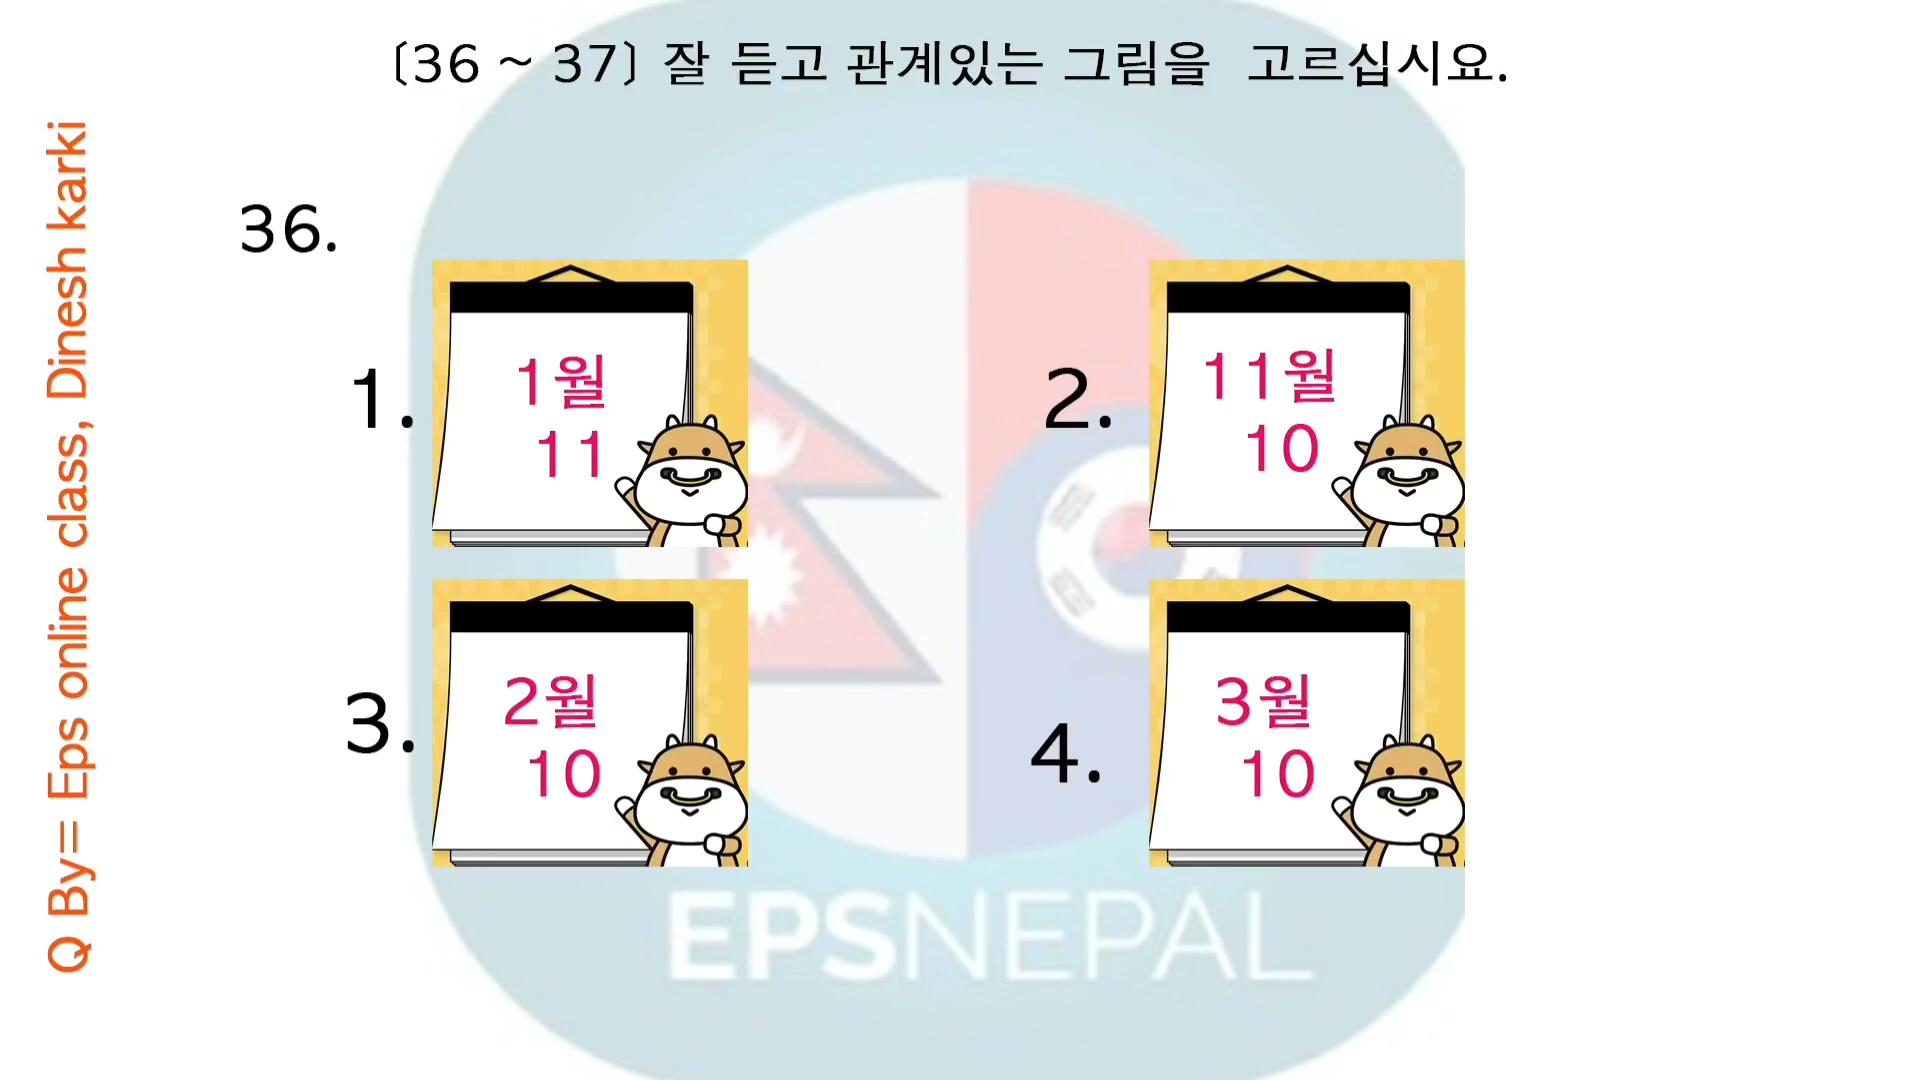 〔36 ~ 37〕 잘 듣고 관계있는 그림을 고르십시요.
Q By= Eps online class, Dinesh karki
36.
1.
1월
11
2.
11월
10
3.
2월
10
4.
3월
10
EPSNEPAL